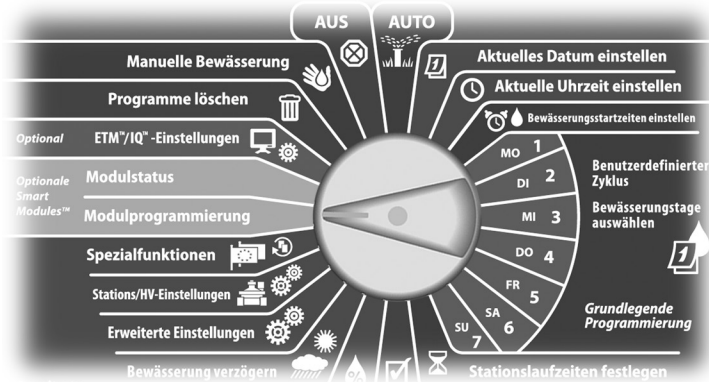 AUS
AUTO
Manuelle Bewässerung
Programme löschen
Optional
ETM™/IQ™ -Einstellungen
Optionale
Smart
Modules™
Modulstatus
Modulprogrammierung
Spezialfunktionen
Stations/HV-Einstellungen
Erweiterte Einstellungen
Bewässerung verzögern
%
Aktuelles Datum einstellen
1
Aktuelle Uhrzeit einstellen
Bewässerungsstartzeiten einstellen
MO 1
DI 2
MI 3
DO 4
FR 5
SA 6
SU 7
Benutzerdefinierter
Zyklus
Bewässerungstage
auswählen
1
Grundlegende
Programmierung
Stationslaufzeiten festlegen